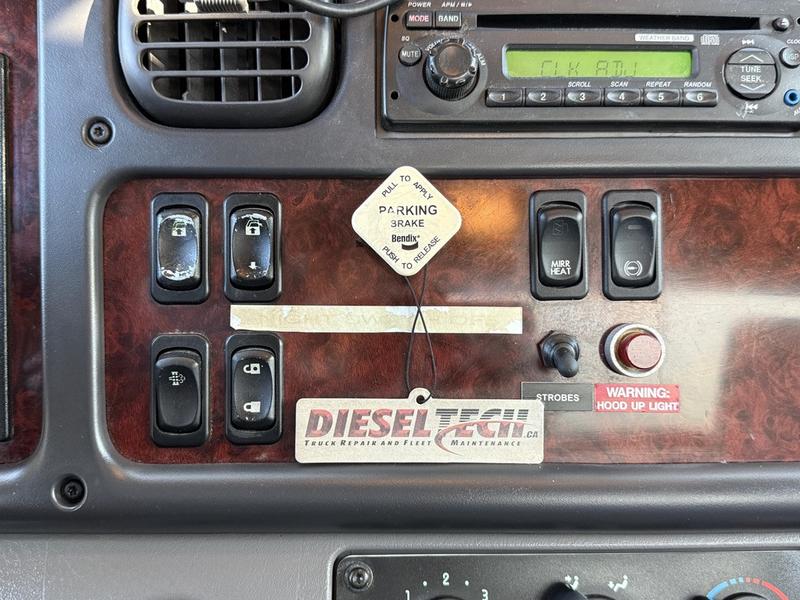 POWER
MODE BAND
WEATHER BAND
MUTE
CLK ADJ
TUNE
SEEK
SCROLL SCAN REPEAT RANDOM
1 2 3 4 5 6
PULL TO APPLY
PARKING
BRAKE
Bendix
PUSH TO RELEASE
MIRR
HEAT
STROBES
WARNING:
HOOD UP LIGHT
DIESELTECH.CA
TRUCK REPAIR AND FLEET MAINTENANCE
1 2 3